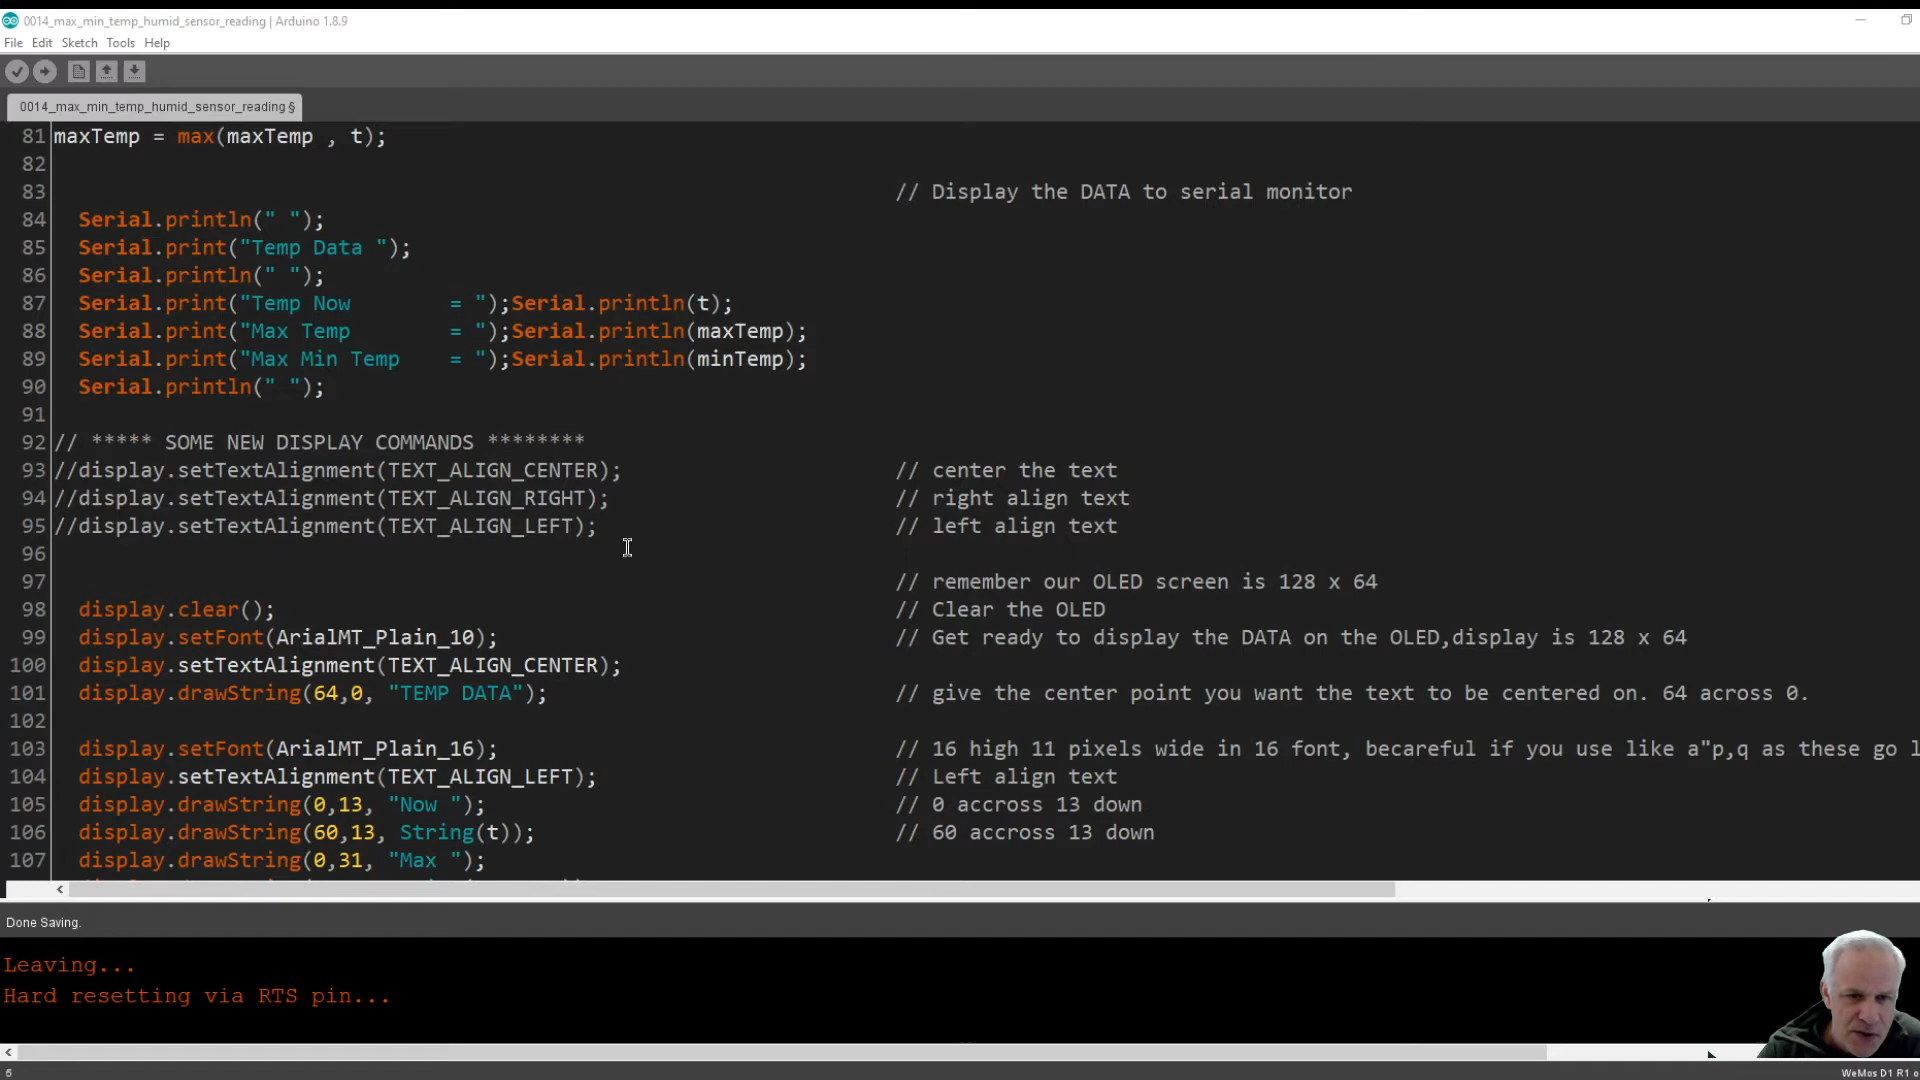 0014_max_min_temp_humid_sensor_reading | Arduino 1.8.9
File Edit Sketch Tools Help
0014_max_min_temp_humid_sensor_reading §
81 maxTemp = max(maxTemp , t);
82
83 // Display the DATA to serial monitor
84 Serial.println(" ");
85 Serial.print("Temp Data ");
86 Serial.println(" ");
87 Serial.print("Temp Now        = ");Serial.println(t);
88 Serial.print("Max Temp        = ");Serial.println(maxTemp);
89 Serial.print("Max Min Temp    = ");Serial.println(minTemp);
90 Serial.println(" ");
91
92 // ***** SOME NEW DISPLAY COMMANDS ********
93 //display.setTextAlignment(TEXT_ALIGN_CENTER); // center the text
94 //display.setTextAlignment(TEXT_ALIGN_RIGHT); // right align text
95 //display.setTextAlignment(TEXT_ALIGN_LEFT); // left align text
96
97 // remember our OLED screen is 128 x 64
98 display.clear(); // Clear the OLED
99 display.setFont(ArialMT_Plain_10); // Get ready to display the DATA on the OLED,display is 128 x 64
100 display.setTextAlignment(TEXT_ALIGN_CENTER);
101 display.drawString(64,0, "TEMP DATA"); // give the center point you want the text to be centered on. 64 across 0.
102
103 display.setFont(ArialMT_Plain_16); // 16 high 11 pixels wide in 16 font, becareful if you use like a"p,q as these go l
104 display.setTextAlignment(TEXT_ALIGN_LEFT); // Left align text
105 display.drawString(0,13, "Now "); // 0 accross 13 down
106 display.drawString(60,13, String(t)); // 60 accross 13 down
107 display.drawString(0,31, "Max ");
Done Saving.
Leaving...
Hard resetting via RTS pin...
5 WeMos D1 R1 o